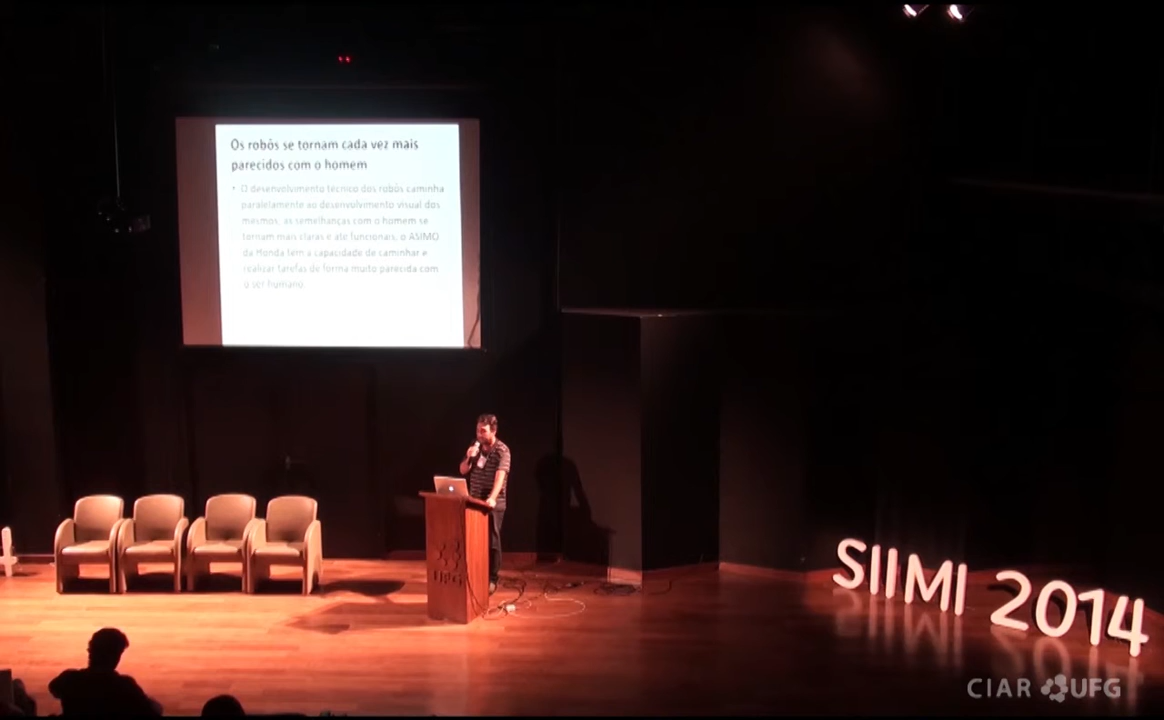 Os robôs se tornam cada vez mais
parecidos com o homem
• O desenvolvimento técnico dos robôs caminha
paralelamente ao desenvolvimento visual dos
mesmos, as semelhanças com o homem se
tornam mais claras e até funcionais, o ASIMO
da Honda tem a capacidade de caminhar e
realizar tarefas de forma muito parecida com
o ser humano.
UFG
SIIMI 2014
CIAR UFG